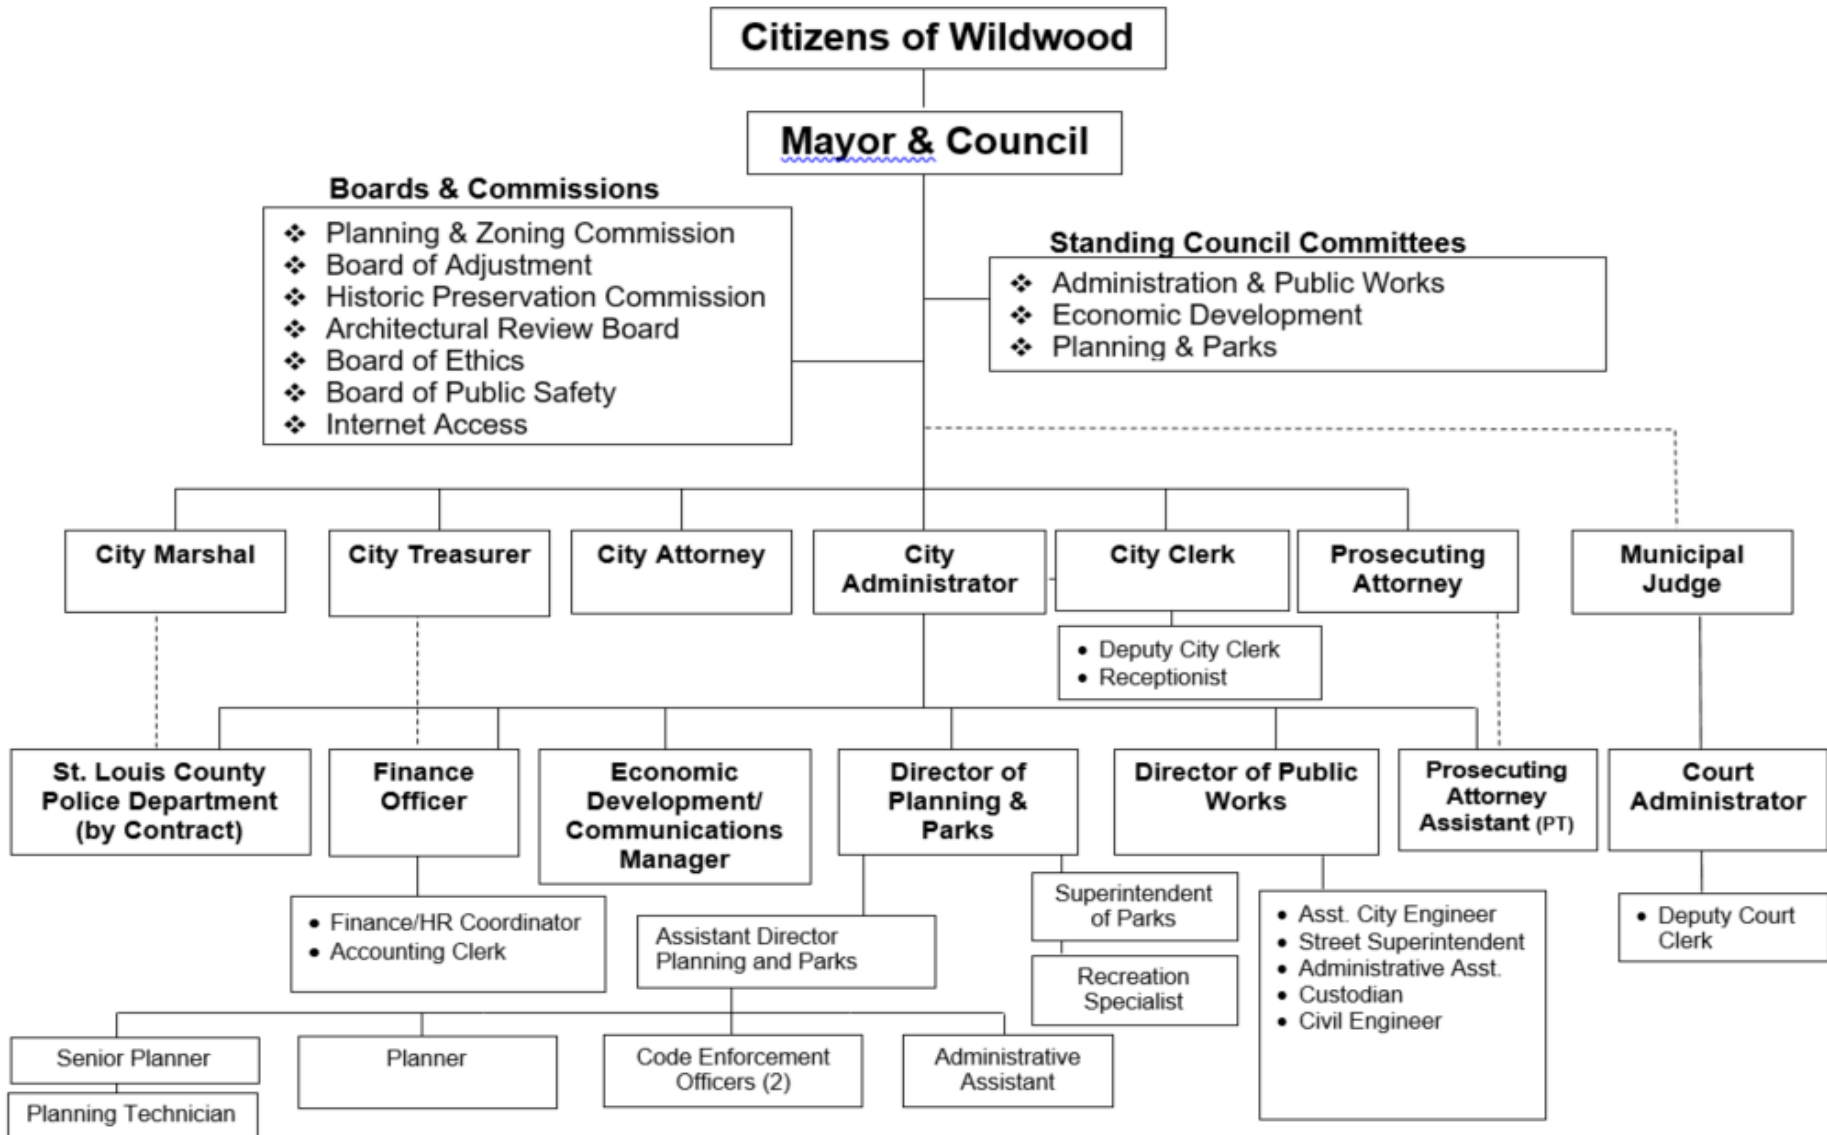 Citizens of Wildwood
Mayor & Council
Boards & Commissions
❖ Planning & Zoning Commission
❖ Board of Adjustment
❖ Historic Preservation Commission
❖ Architectural Review Board
❖ Board of Ethics
❖ Board of Public Safety
❖ Internet Access
Standing Council Committees
❖ Administration & Public Works
❖ Economic Development
❖ Planning & Parks
City Marshal
City Treasurer
City Attorney
City
Administrator
City Clerk
Prosecuting
Attorney
Municipal
Judge
• Deputy City Clerk
• Receptionist
St. Louis County
Police Department
(by Contract)
Finance
Officer
Economic
Development/
Communications
Manager
Director of
Planning &
Parks
Director of Public
Works
Prosecuting
Attorney
Assistant (PT)
Court
Administrator
• Finance/HR Coordinator
• Accounting Clerk
Assistant Director
Planning and Parks
Superintendent
of Parks
Recreation
Specialist
• Asst. City Engineer
• Street Superintendent
• Administrative Asst.
• Custodian
• Civil Engineer
• Deputy Court
Clerk
Senior Planner
Planning Technician
Planner
Code Enforcement
Officers (2)
Administrative
Assistant